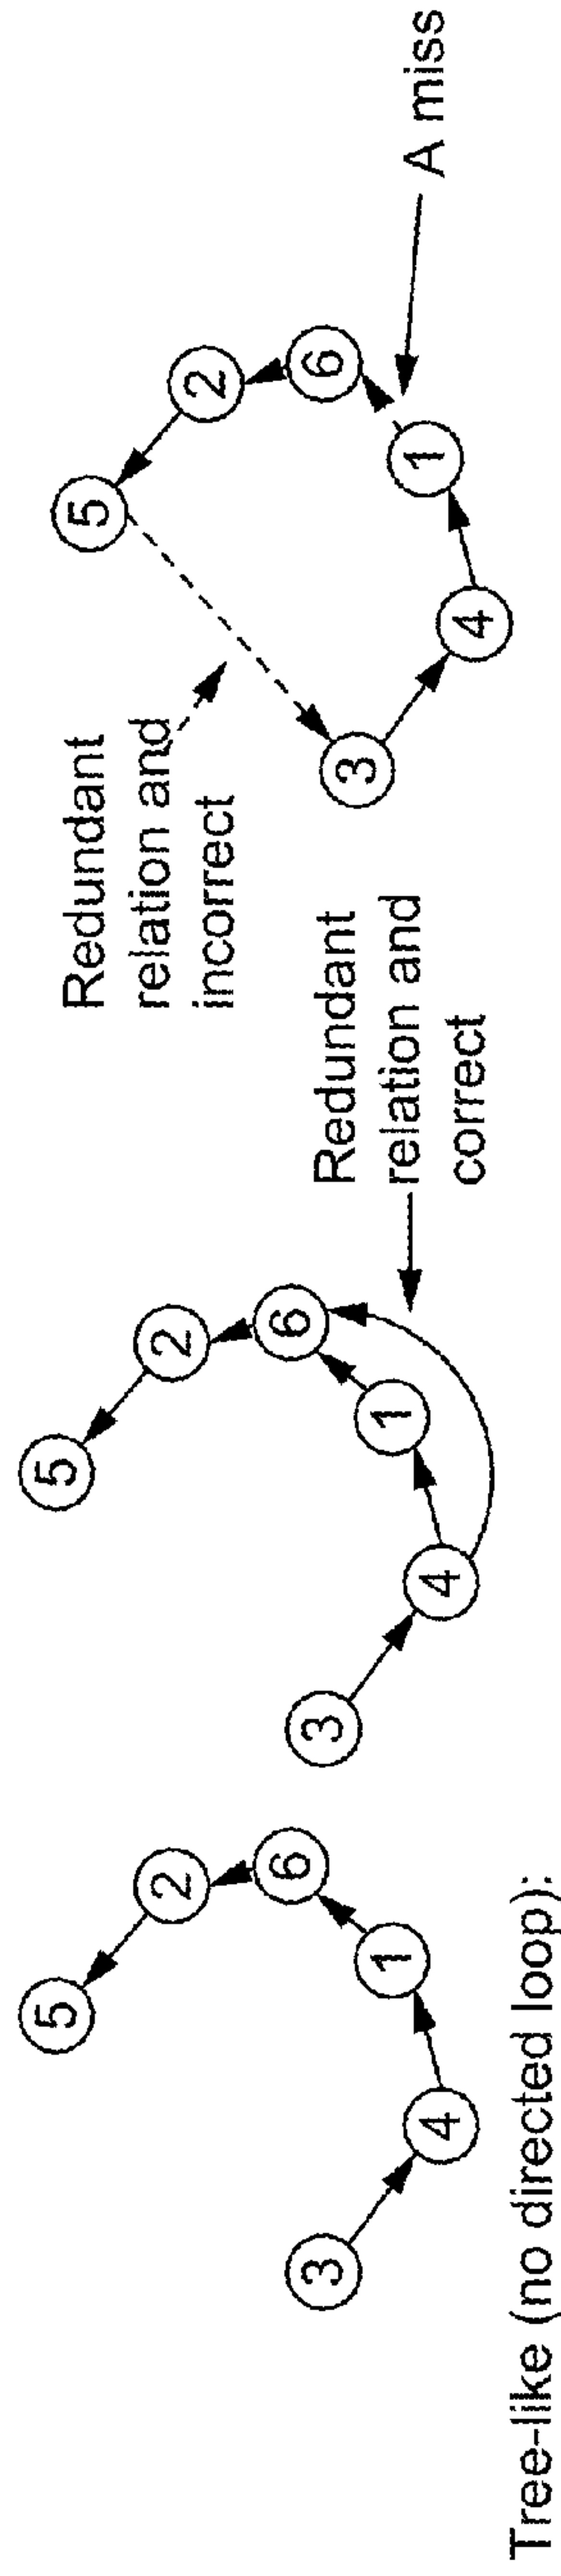 5
2
6
1
4
3
Tree-like (no directed loop):
5
2
6
1
4
3
Redundant
relation and
correct
5
2
6
1
4
3
Redundant
relation and
incorrect
A miss